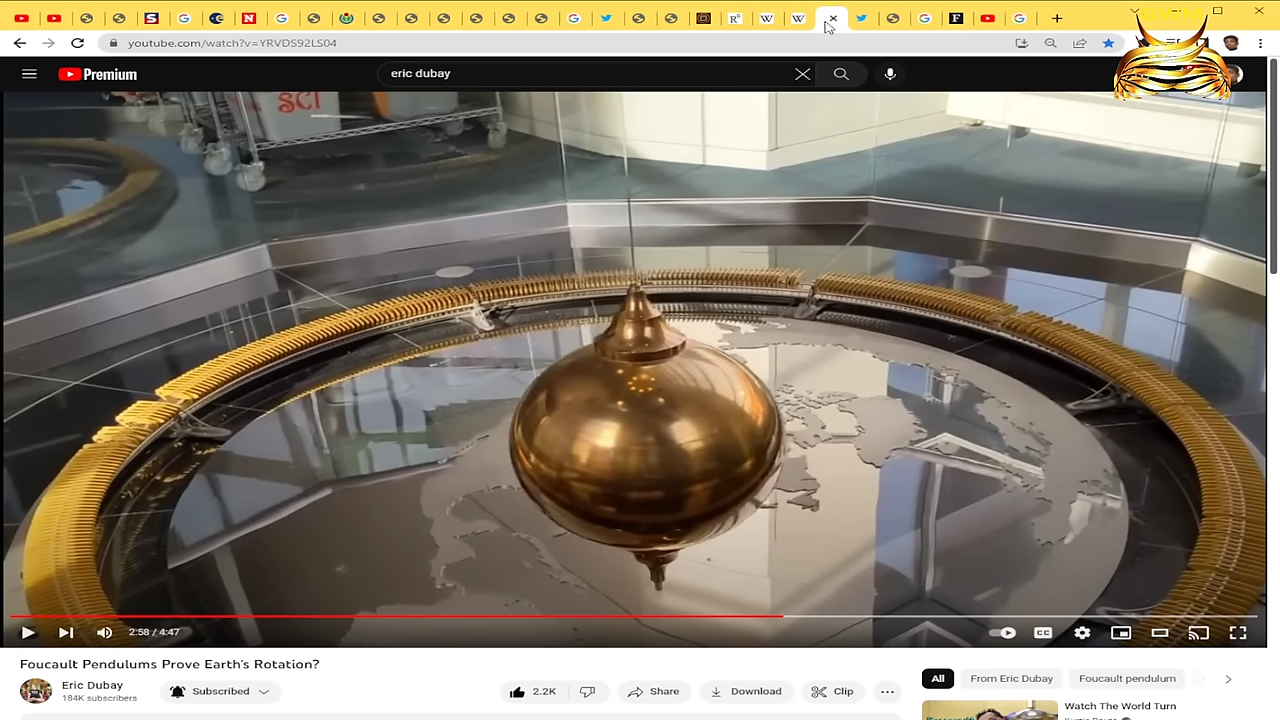 youtube.com/watch?v=YRVDS92LS04
Premium
eric dubay
SCI
2:58 / 4:47
CC
Foucault Pendulums Prove Earth's Rotation?
Eric Dubay
184K subscribers
Subscribed
2.2K
Share
Download
Clip
All
From Eric Dubay
Foucault pendulum
Watch The World Turn